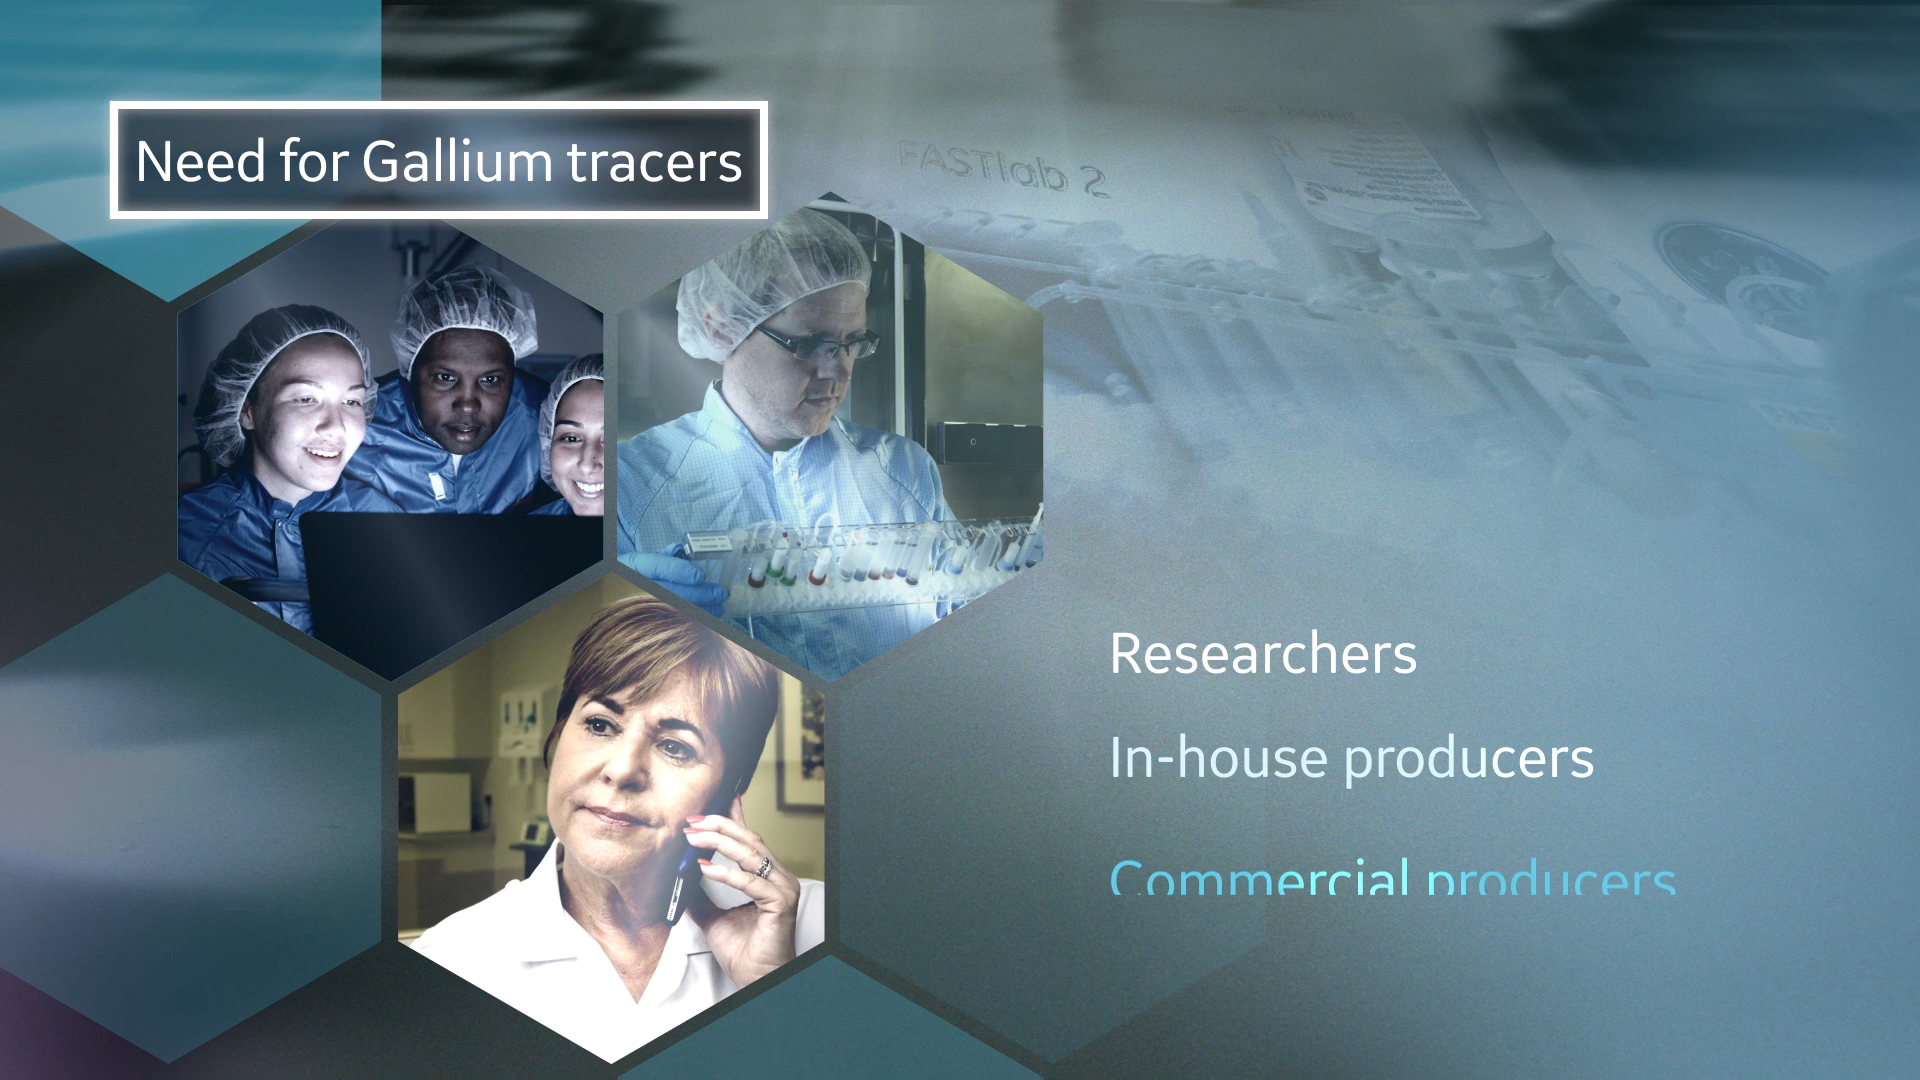 Need for Gallium tracers
FASTlab 2
Researchers
In-house producers
Commercial producers